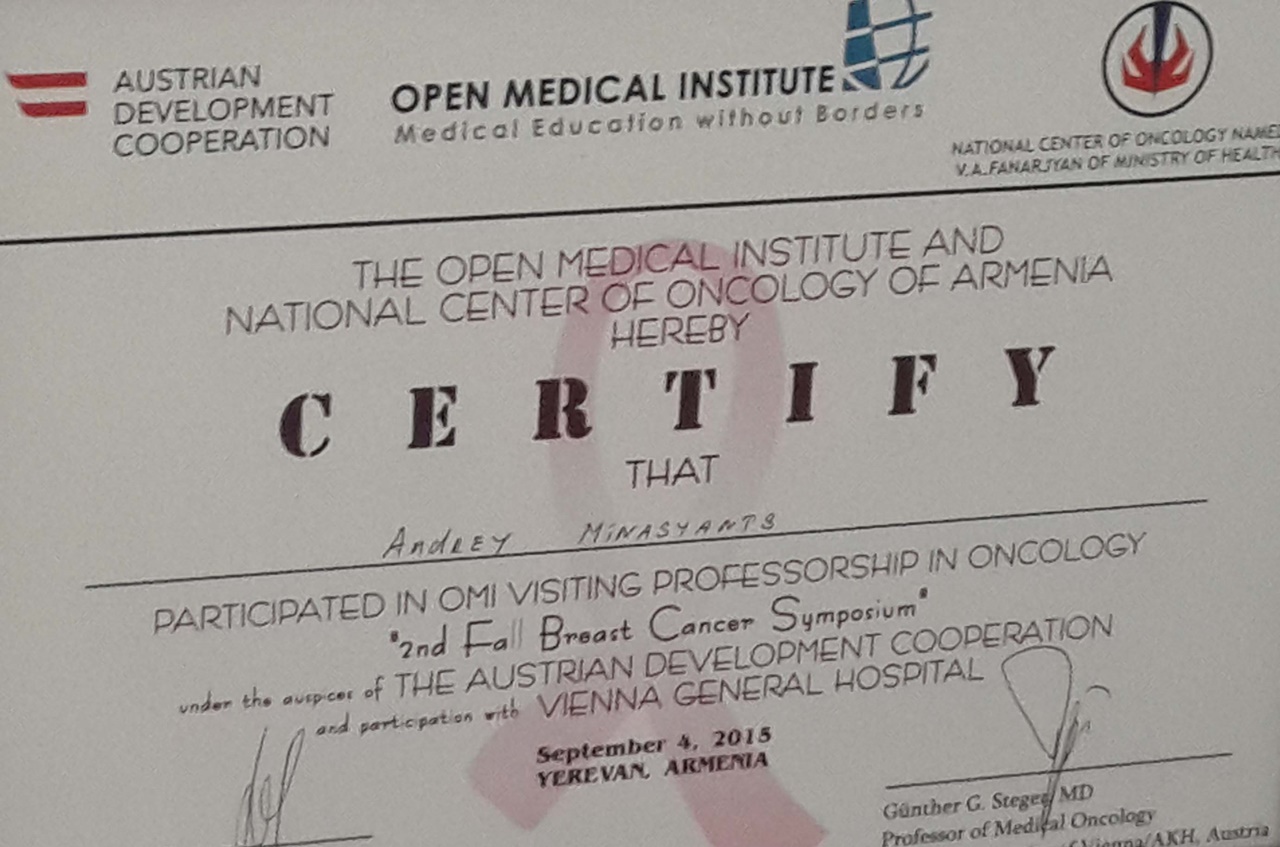 AUSTRIAN
DEVELOPMENT
COOPERATION
OPEN MEDICAL INSTITUTE
Medical Education without Borders
NATIONAL CENTER OF ONCOLOGY NAME
V.A.FANARJYAN OF MINISTRY OF HEALTH
THE OPEN MEDICAL INSTITUTE AND
NATIONAL CENTER OF ONCOLOGY OF ARMENIA
HEREBY
CERTIFY
THAT
Andrey Minasyants
PARTICIPATED IN OMI VISITING PROFESSORSHIP IN ONCOLOGY
"2nd Fall Breast Cancer Symposium"
under the auspices of THE AUSTRIAN DEVELOPMENT COOPERATION
and participation with VIENNA GENERAL HOSPITAL
September 4, 2015
YEREVAN, ARMENIA
Günther G. Steger, MD
Professor of Medical Oncology
Vienna/AKH, Austria